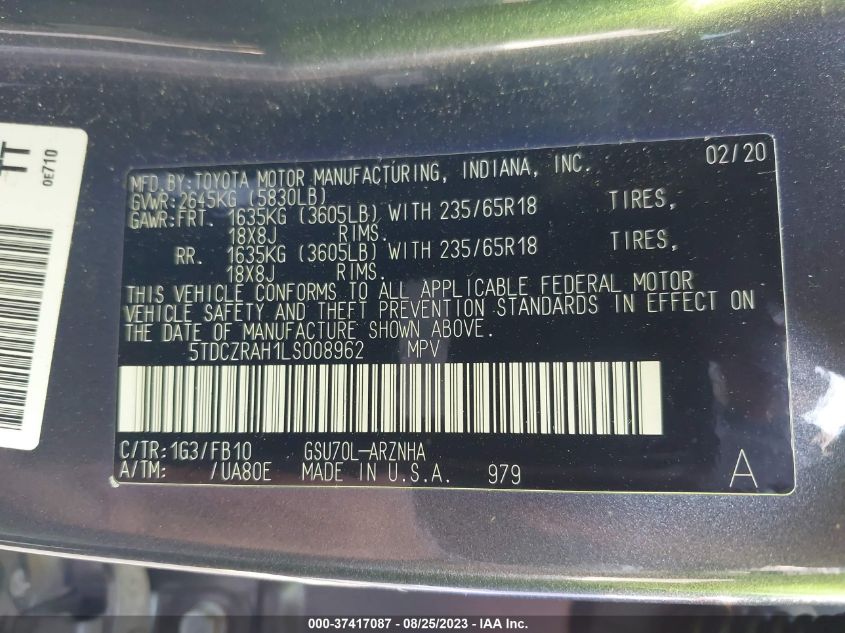 TT
0E710
MFD.BY:TOYOTA MOTOR MANUFACTURING, INDIANA, INC. 02/20
GVWR:2645KG (5830LB)
GAWR:FRT. 1635KG (3605LB) WITH 235/65R18 TIRES,
18X8J RIMS.
RR. 1635KG (3605LB) WITH 235/65R18 TIRES,
18X8J RIMS.
THIS VEHICLE CONFORMS TO ALL APPLICABLE FEDERAL MOTOR
VEHICLE SAFETY AND THEFT PREVENTION STANDARDS IN EFFECT ON
THE DATE OF MANUFACTURE SHOWN ABOVE.
5TDCZRAH1LS008962 MPV
C/TR:1G3/FB10 GSU70L-ARZNHA
A/TM: /UA80E MADE IN U.S.A. 979 A
000-37417087 - 08/25/2023 - IAA Inc.